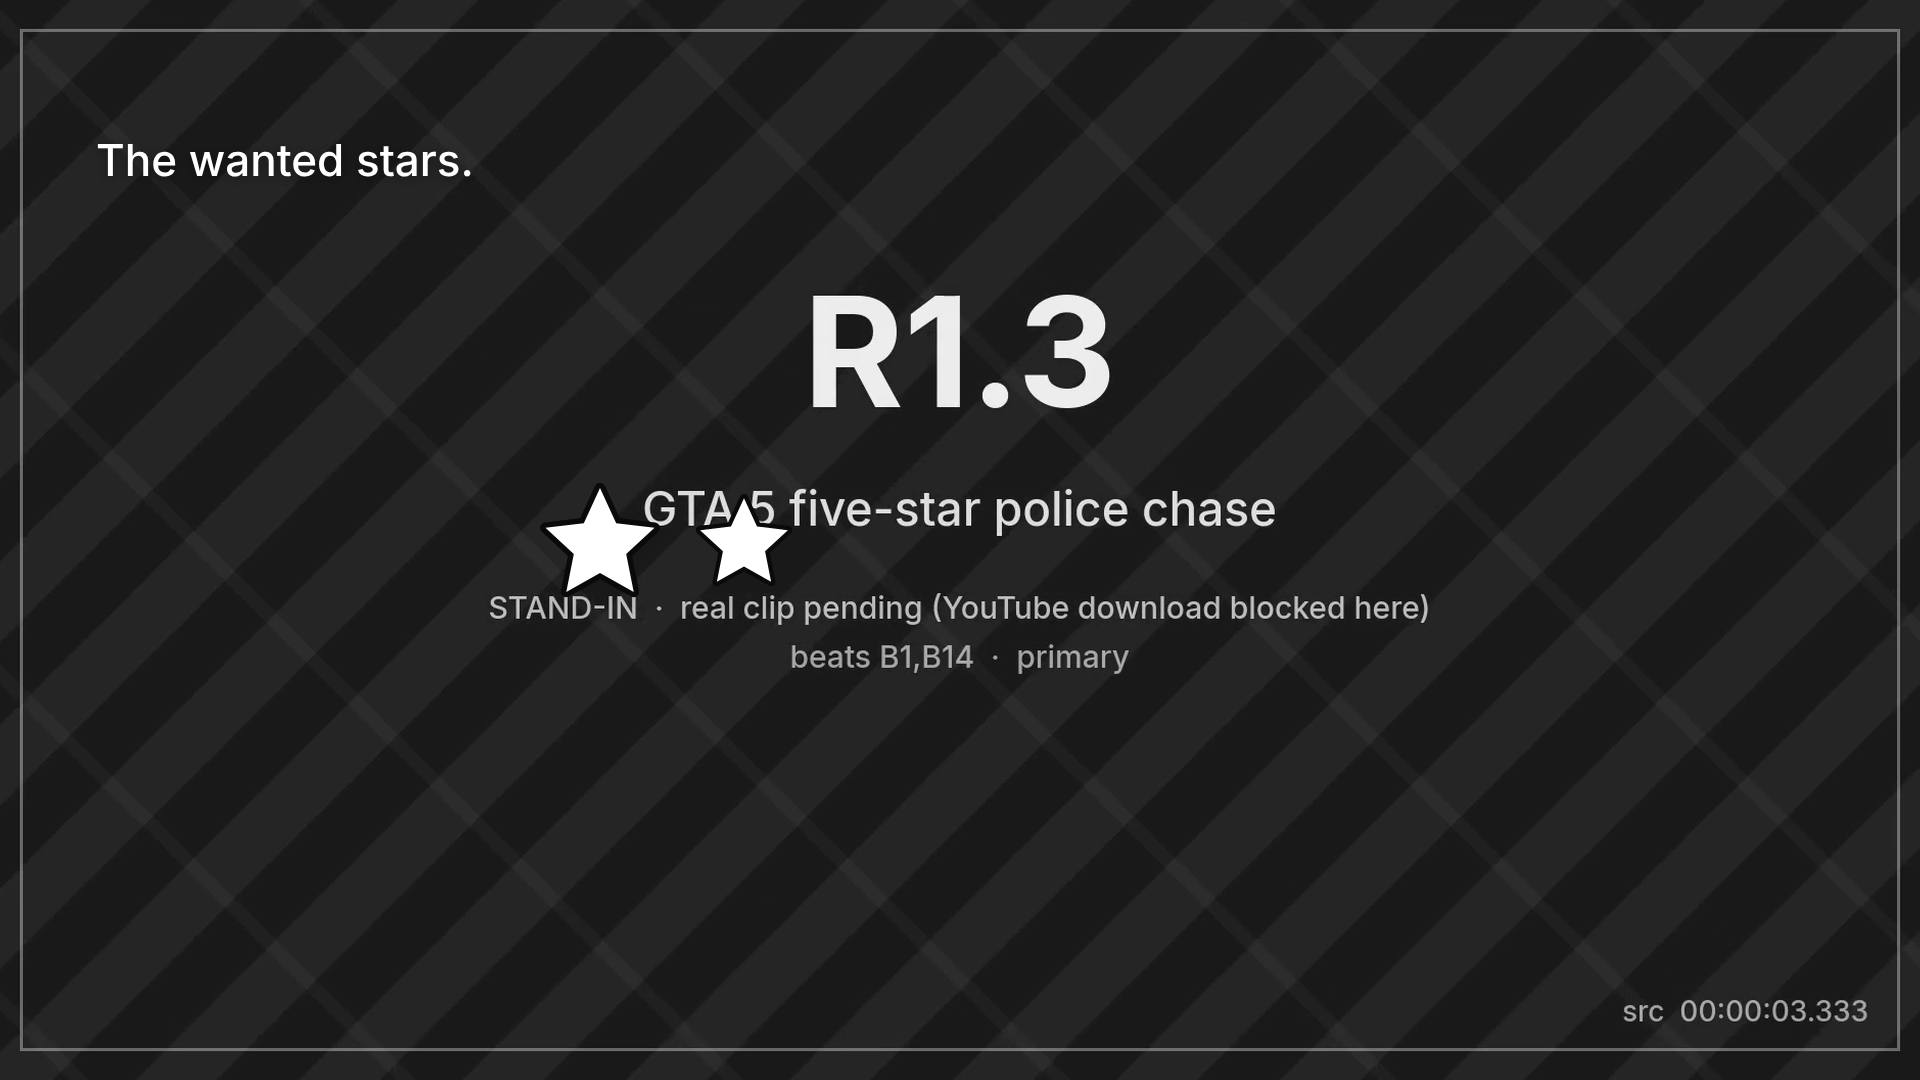 The wanted stars.
R1.3
GTA 5 five-star police chase
STAND-IN · real clip pending (YouTube download blocked here)
beats B1,B14 · primary
src 00:00:03.333